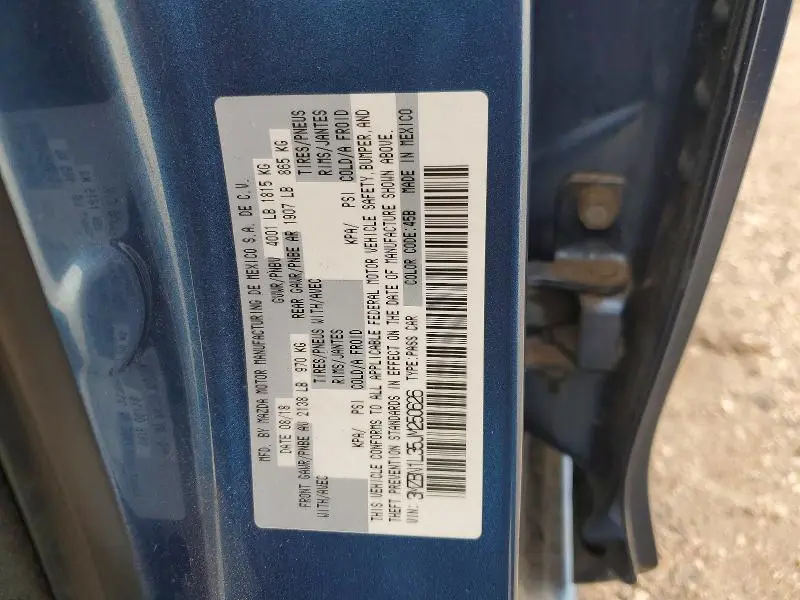 MFD. BY MAZDA MOTOR MANUFACTURING DE MEXICO S.A. DE C.V.
DATE 08/18 GVWR/PNBV 4001 LB 1815 KG
FRONT GAWR/PNBE AV 2138 LB 970 KG REAR GAWR/PNBE AR 1907 LB 865 KG
WITH/AVEC TIRES/PNEUS WITH/AVEC TIRES/PNEUS
RIMS/JANTES RIMS/JANTES
KPA/ PSI COLD/A FROID KPA/ PSI COLD/A FROID
THIS VEHICLE CONFORMS TO ALL APPLICABLE FEDERAL MOTOR VEHICLE SAFETY, BUMPER, AND
THEFT PREVENTION STANDARDS IN EFFECT ON THE DATE OF MANUFACTURE SHOWN ABOVE.
VIN: 3MZBN1L35JM250626 TYPE:PASS CAR COLOR CODE:45B MADE IN MEXICO